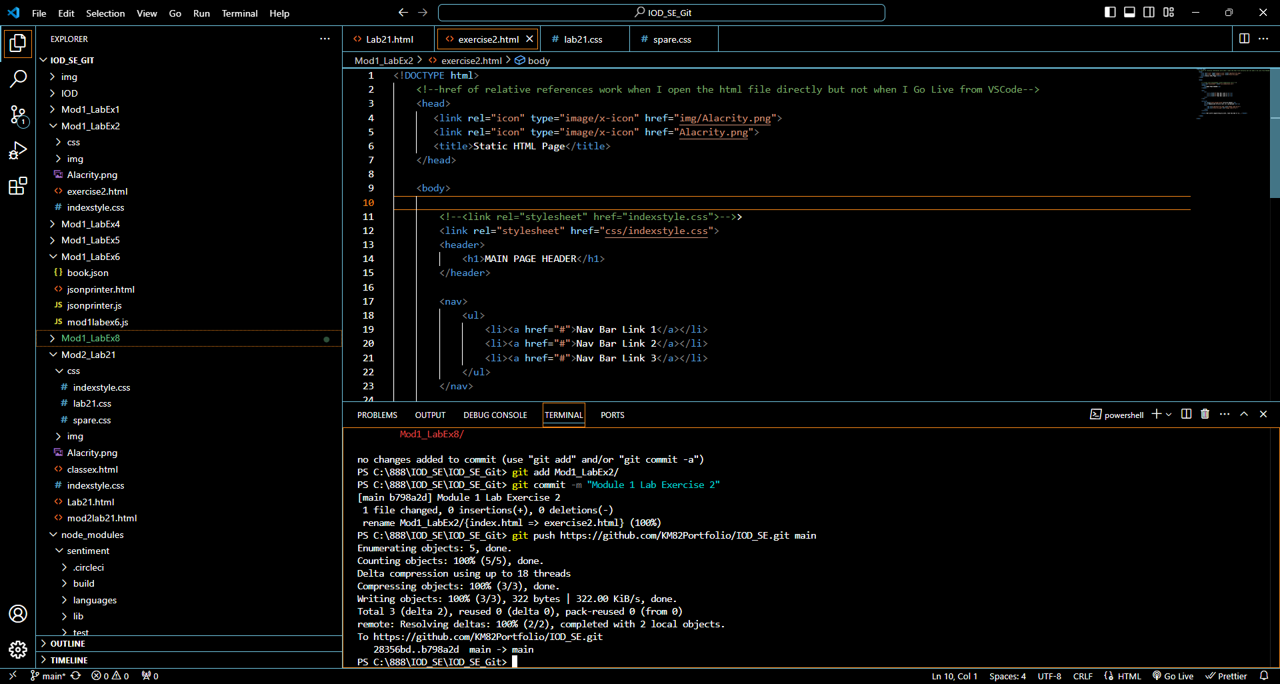 File Edit Selection View Go Run Terminal Help
IOD_SE_Git
EXPLORER
IOD_SE_GIT
img
IOD
Mod1_LabEx1
Mod1_LabEx2
css
img
Alacrity.png
exercise2.html
indexstyle.css
Mod1_LabEx4
Mod1_LabEx5
Mod1_LabEx6
book.json
jsonprinter.html
jsonprinter.js
mod1labex6.js
Mod1_LabEx8
Mod2_Lab21
css
indexstyle.css
lab21.css
spare.css
img
Alacrity.png
classex.html
indexstyle.css
Lab21.html
mod2lab21.html
node_modules
sentiment
.circleci
build
languages
lib
test
OUTLINE
TIMELINE
Lab21.html exercise2.html lab21.css spare.css
Mod1_LabEx2 > exercise2.html > body
1 <!DOCTYPE html>
2 <!--href of relative references work when I open the html file directly but not when I Go Live from VSCode-->
3 <head>
4 <link rel="icon" type="image/x-icon" href="img/Alacrity.png">
5 <link rel="icon" type="image/x-icon" href="Alacrity.png">
6 <title>Static HTML Page</title>
7 </head>
8
9 <body>
10
11 <!--<link rel="stylesheet" href="indexstyle.css">-->>
12 <link rel="stylesheet" href="css/indexstyle.css">
13 <header>
14 <h1>MAIN PAGE HEADER</h1>
15 </header>
16
17 <nav>
18 <ul>
19 <li><a href="#">Nav Bar Link 1</a></li>
20 <li><a href="#">Nav Bar Link 2</a></li>
21 <li><a href="#">Nav Bar Link 3</a></li>
22 </ul>
23 </nav>
24
PROBLEMS OUTPUT DEBUG CONSOLE TERMINAL PORTS
powershell
Mod1_LabEx8/
no changes added to commit (use "git add" and/or "git commit -a")
PS C:\888\IOD_SE\IOD_SE_Git> git add Mod1_LabEx2/
PS C:\888\IOD_SE\IOD_SE_Git> git commit -m "Module 1 Lab Exercise 2"
[main b798a2d] Module 1 Lab Exercise 2
1 file changed, 0 insertions(+), 0 deletions(-)
rename Mod1_LabEx2/{index.html => exercise2.html} (100%)
PS C:\888\IOD_SE\IOD_SE_Git> git push https://github.com/KM82Portfolio/IOD_SE.git main
Enumerating objects: 5, done.
Counting objects: 100% (5/5), done.
Delta compression using up to 18 threads
Compressing objects: 100% (3/3), done.
Writing objects: 100% (3/3), 322 bytes | 322.00 KiB/s, done.
Total 3 (delta 2), reused 0 (delta 0), pack-reused 0 (from 0)
remote: Resolving deltas: 100% (2/2), completed with 2 local objects.
To https://github.com/KM82Portfolio/IOD_SE.git
28356bd..b798a2d main -> main
PS C:\888\IOD_SE\IOD_SE_Git>
main* 0 0 0 Ln 10, Col 1 Spaces: 4 UTF-8 CRLF HTML Go Live Prettier